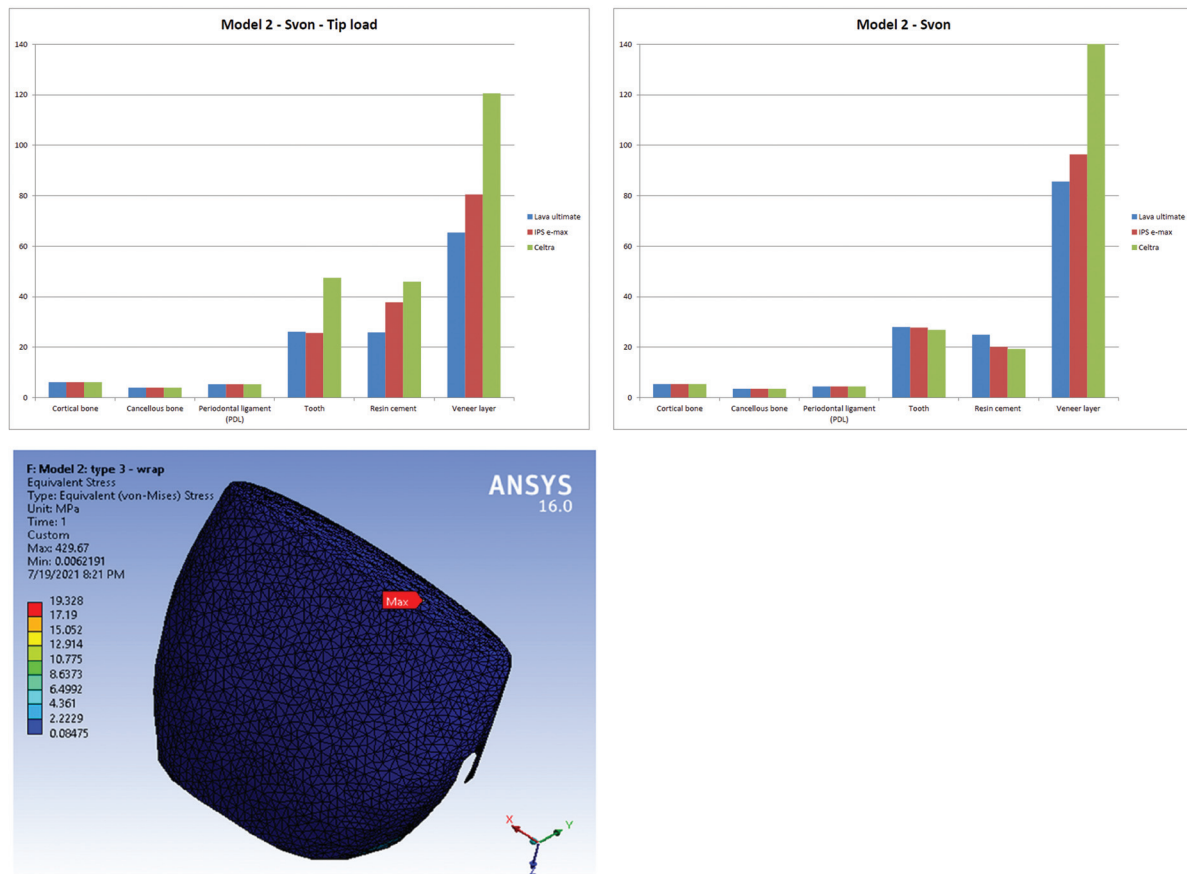 Model 2 - Svon - Tip load
140
120
100
80
60
40
20
0
Cortical bone
Cancellous bone
Periodontal ligament
(PDL)
Tooth
Resin cement
Veneer layer
Lava ultimate
IPS e-max
Celtra
Model 2 - Svon
140
120
100
80
60
40
20
0
Cortical bone
Cancellous bone
Periodontal ligament
(PDL)
Tooth
Resin cement
Veneer layer
Lava ultimate
IPS e-max
Celtra
F: Model 2: type 3 - wrap
Equivalent Stress
Type: Equivalent (von-Mises) Stress
Unit: MPa
Time: 1
Custom
Max: 429.67
Min: 0.0062191
7/19/2021 8:21 PM
19.328
17.19
15.052
12.914
10.775
8.6373
6.4992
4.361
2.2229
0.08475
ANSYS
16.0
Max
X
Y